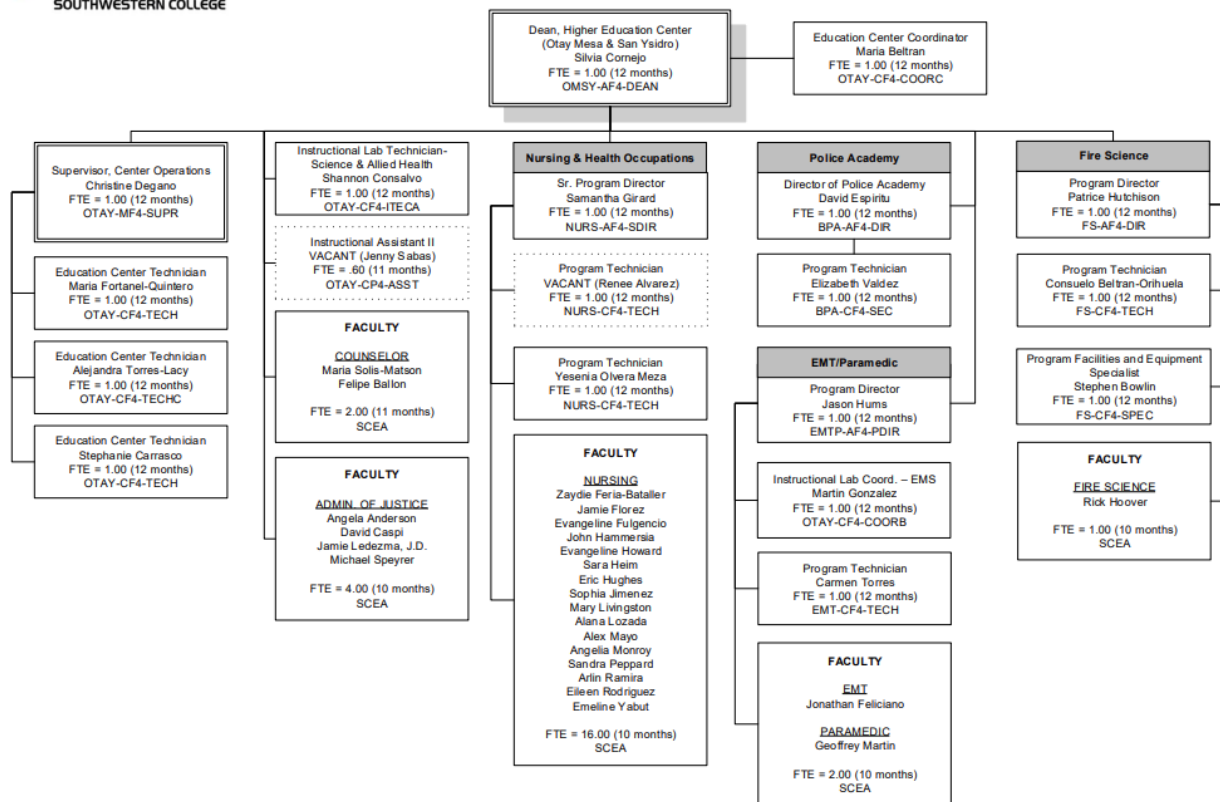 SOUTHWESTERN COLLEGE
Dean, Higher Education Center
(Otay Mesa & San Ysidro)
Silvia Cornejo
FTE = 1.00 (12 months)
OMSY-AF4-DEAN
Education Center Coordinator
Maria Beltran
FTE = 1.00 (12 months)
OTAY-CF4-COORC
Supervisor, Center Operations
Christine Degano
FTE = 1.00 (12 months)
OTAY-MF4-SUPR
Education Center Technician
Maria Fortanel-Quintero
FTE = 1.00 (12 months)
OTAY-CF4-TECH
Education Center Technician
Alejandra Torres-Lacy
FTE = 1.00 (12 months)
OTAY-CF4-TECHC
Education Center Technician
Stephanie Carrasco
FTE = 1.00 (12 months)
OTAY-CF4-TECH
Instructional Lab Technician-
Science & Allied Health
Shannon Consalvo
FTE = 1.00 (12 months)
OTAY-CF4-ITECA
Instructional Assistant II
VACANT (Jenny Sabas)
FTE = .60 (11 months)
OTAY-CP4-ASST
FACULTY
COUNSELOR
Maria Solis-Matson
Felipe Ballon
FTE = 2.00 (11 months)
SCEA
FACULTY
ADMIN. OF JUSTICE
Angela Anderson
David Caspi
Jamie Ledezma, J.D.
Michael Speyrer
FTE = 4.00 (10 months)
SCEA
Nursing & Health Occupations
Sr. Program Director
Samantha Girard
FTE = 1.00 (12 months)
NURS-AF4-SDIR
Program Technician
VACANT (Renee Alvarez)
FTE = 1.00 (12 months)
NURS-CF4-TECH
Program Technician
Yesenia Olvera Meza
FTE = 1.00 (12 months)
NURS-CF4-TECH
FACULTY
NURSING
Zaydie Feria-Bataller
Jamie Florez
Evangeline Fulgencio
John Hammersia
Evangeline Howard
Sara Heim
Eric Hughes
Sophia Jimenez
Mary Livingston
Alana Lozada
Alex Mayo
Angelia Monroy
Sandra Peppard
Arlin Ramira
Eileen Rodriguez
Emeline Yabut
FTE = 16.00 (10 months)
SCEA
Police Academy
Director of Police Academy
David Espiritu
FTE = 1.00 (12 months)
BPA-AF4-DIR
Program Technician
Elizabeth Valdez
FTE = 1.00 (12 months)
BPA-CF4-SEC
EMT/Paramedic
Program Director
Jason Hums
FTE = 1.00 (12 months)
EMTP-AF4-PDIR
Instructional Lab Coord. – EMS
Martin Gonzalez
FTE = 1.00 (12 months)
OTAY-CF4-COORB
Program Technician
Carmen Torres
FTE = 1.00 (12 months)
EMT-CF4-TECH
FACULTY
EMT
Jonathan Feliciano
PARAMEDIC
Geoffrey Martin
FTE = 2.00 (10 months)
SCEA
Fire Science
Program Director
Patrice Hutchison
FTE = 1.00 (12 months)
FS-AF4-DIR
Program Technician
Consuelo Beltran-Orihuela
FTE = 1.00 (12 months)
FS-CF4-TECH
Program Facilities and Equipment
Specialist
Stephen Bowlin
FTE = 1.00 (12 months)
FS-CF4-SPEC
FACULTY
FIRE SCIENCE
Rick Hoover
FTE = 1.00 (10 months)
SCEA